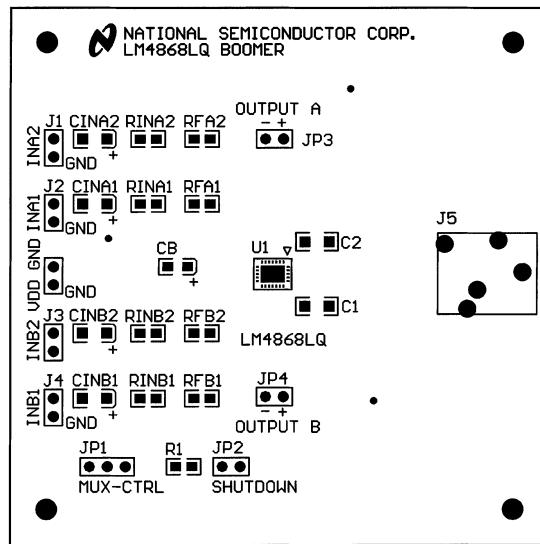 NATIONAL SEMICONDUCTOR CORP.
LM4868LQ BOOMER
OUTPUT A
- +
JP3
J1 CINA2 RINA2 RFA2
INA2
GND
+
J2 CINA1 RINA1 RFA1
INA1
GND
+
J5
GND
VDD
GND
CB
+
U1
C2
C1
LM4868LQ
J3 CINB2 RINB2 RFB2
INB2
GND
+
J4 CINB1 RINB1 RFB1
INB1
GND
+
JP4
- +
OUTPUT B
JP1
MUX-CTRL
R1
JP2
SHUTDOWN